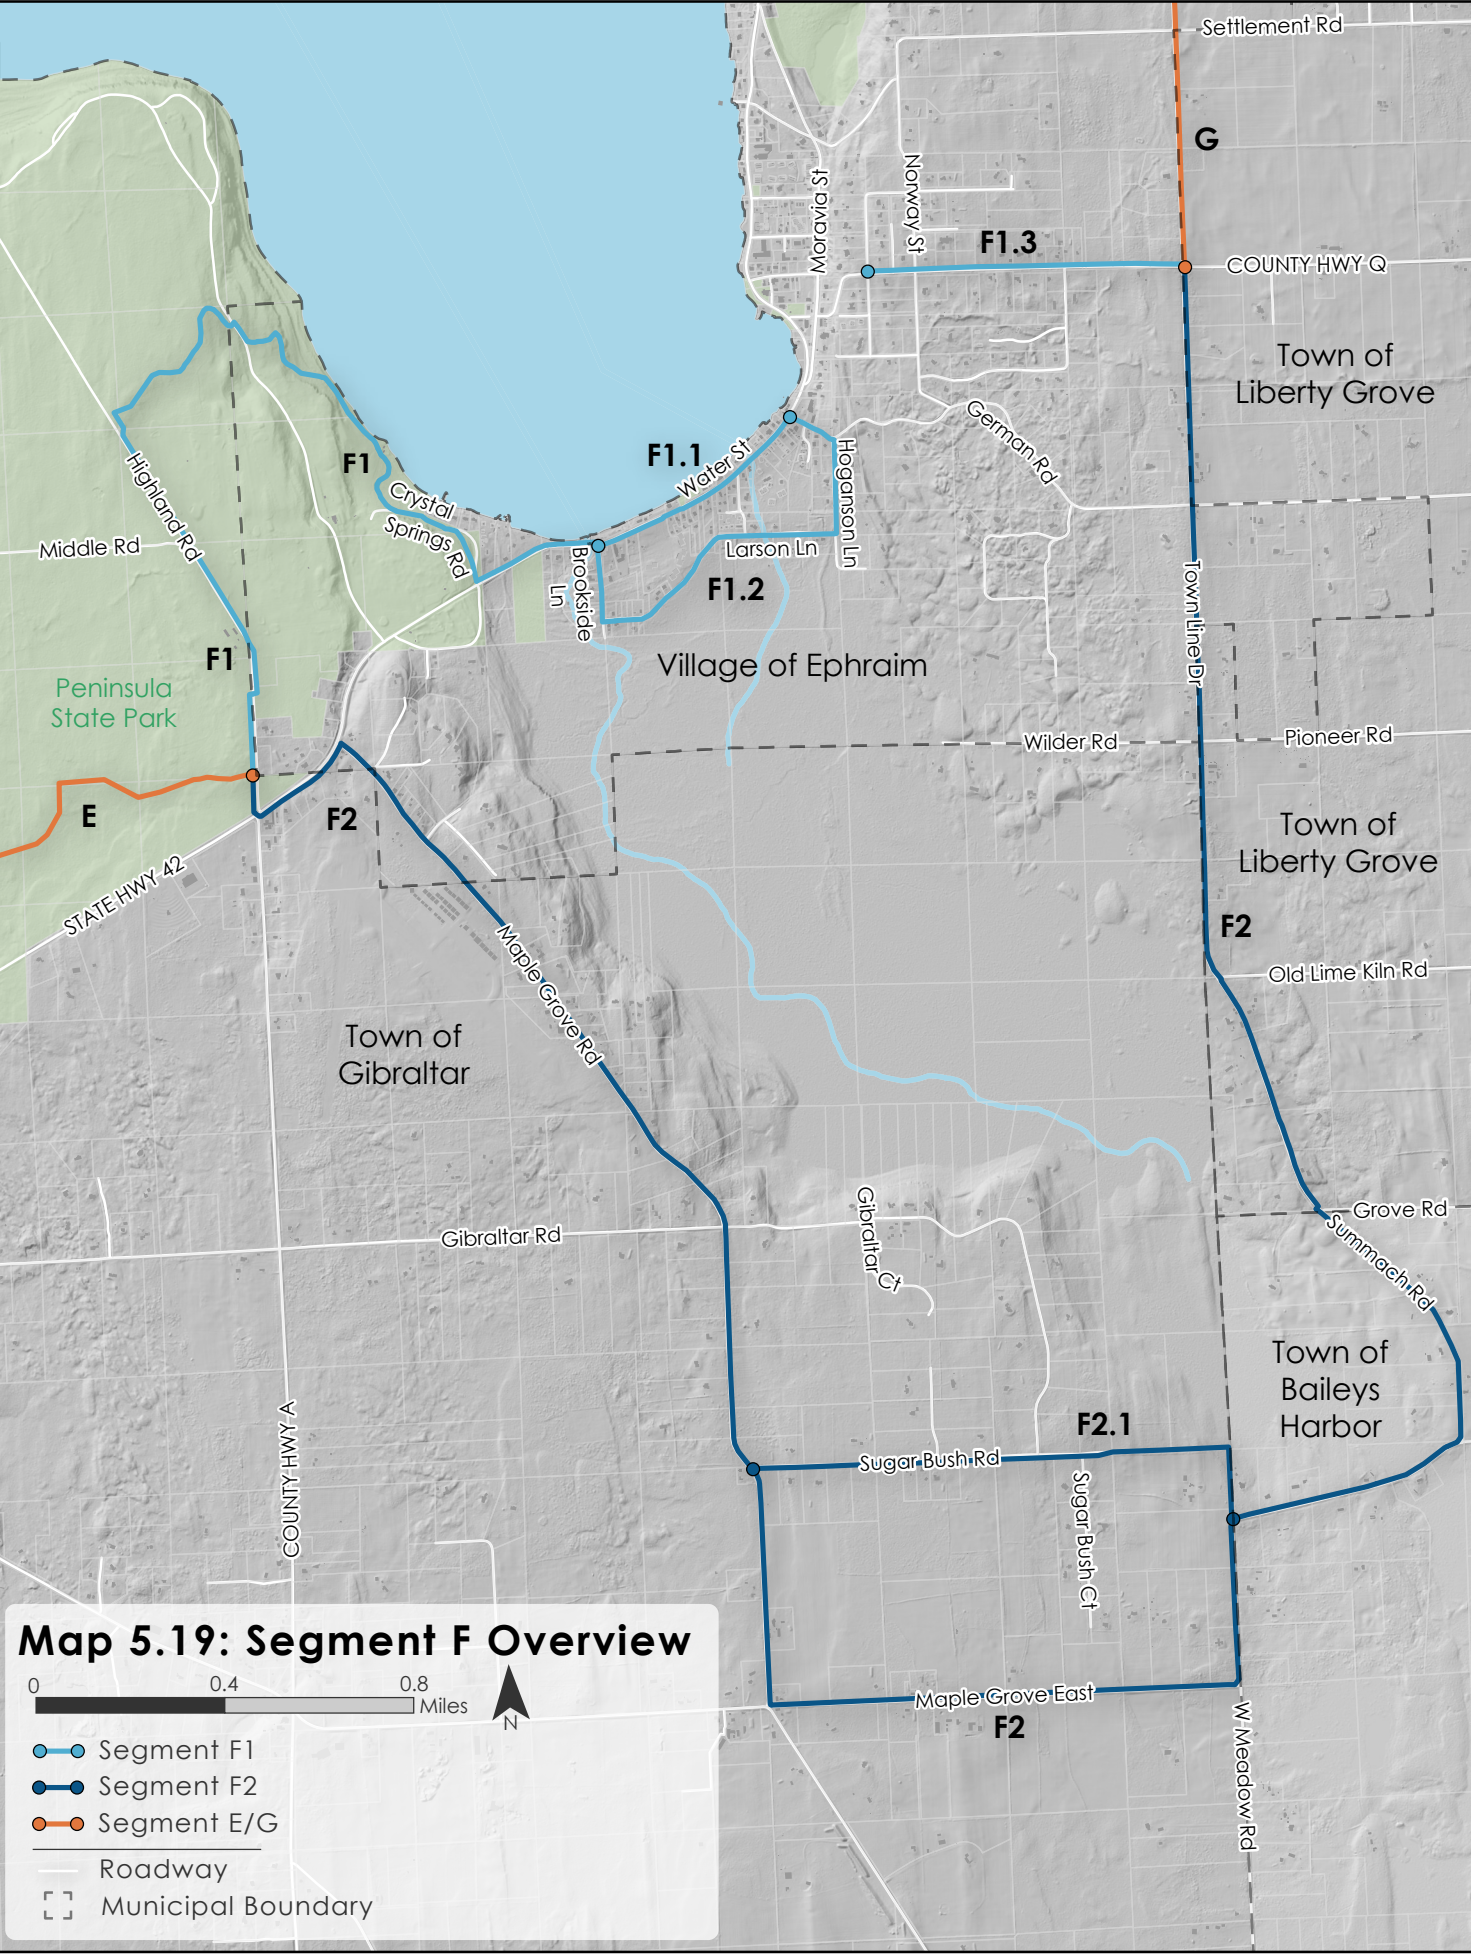 Settlement Rd
G
Norway St
Moravia St
F1.3
COUNTY HWY Q
Town of
Liberty Grove
German Rd
F1.1
Water St
Hoganson Ln
F1
Crystal
Springs Rd
Highland Rd
Middle Rd
Larson Ln
Brookside
Ln
F1.2
Town Line Dr
F1
Village of Ephraim
Peninsula
State Park
Wilder Rd
Pioneer Rd
E
F2
Town of
Liberty Grove
STATE HWY 42
F2
Maple Grove Rd
Old Lime Kiln Rd
Town of
Gibraltar
Gibraltar Rd
Gibraltar Ct
Grove Rd
Summach Rd
Town of
Baileys
Harbor
COUNTY HWY A
F2.1
Sugar Bush Rd
Sugar Bush Ct
Maple Grove East
F2
W Meadow Rd
Map 5.19: Segment F Overview
0 0.4 0.8
Miles
N
Segment F1
Segment F2
Segment E/G
Roadway
Municipal Boundary